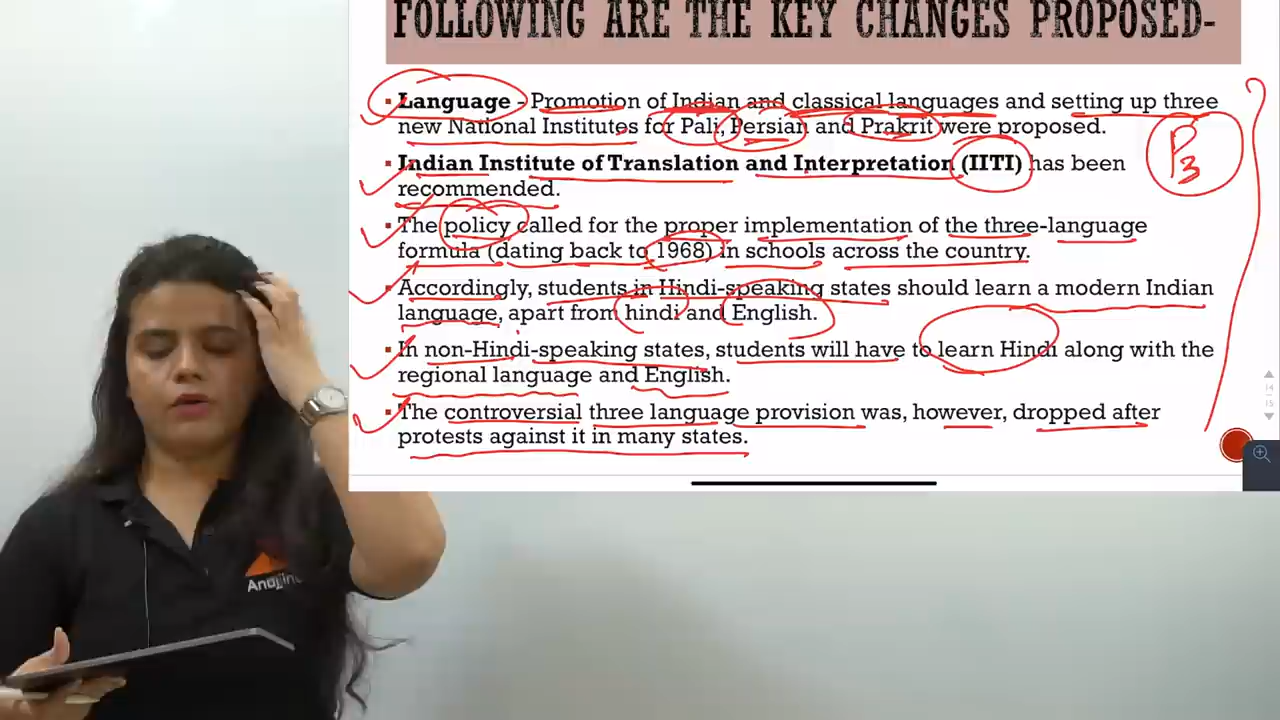 FOLLOWING ARE THE KEY CHANGES PROPOSED-
▪ Language - Promotion of Indian and classical languages and setting up three
new National Institutes for Pali, Persian and Prakrit were proposed.
▪ Indian Institute of Translation and Interpretation (IITI) has been
recommended.
▪ The policy called for the proper implementation of the three-language
formula (dating back to 1968) in schools across the country.
▪ Accordingly, students in Hindi-speaking states should learn a modern Indian
language, apart from hindi and English.
▪ In non-Hindi-speaking states, students will have to learn Hindi along with the
regional language and English.
▪ The controversial three language provision was, however, dropped after
protests against it in many states.
P3
14
15